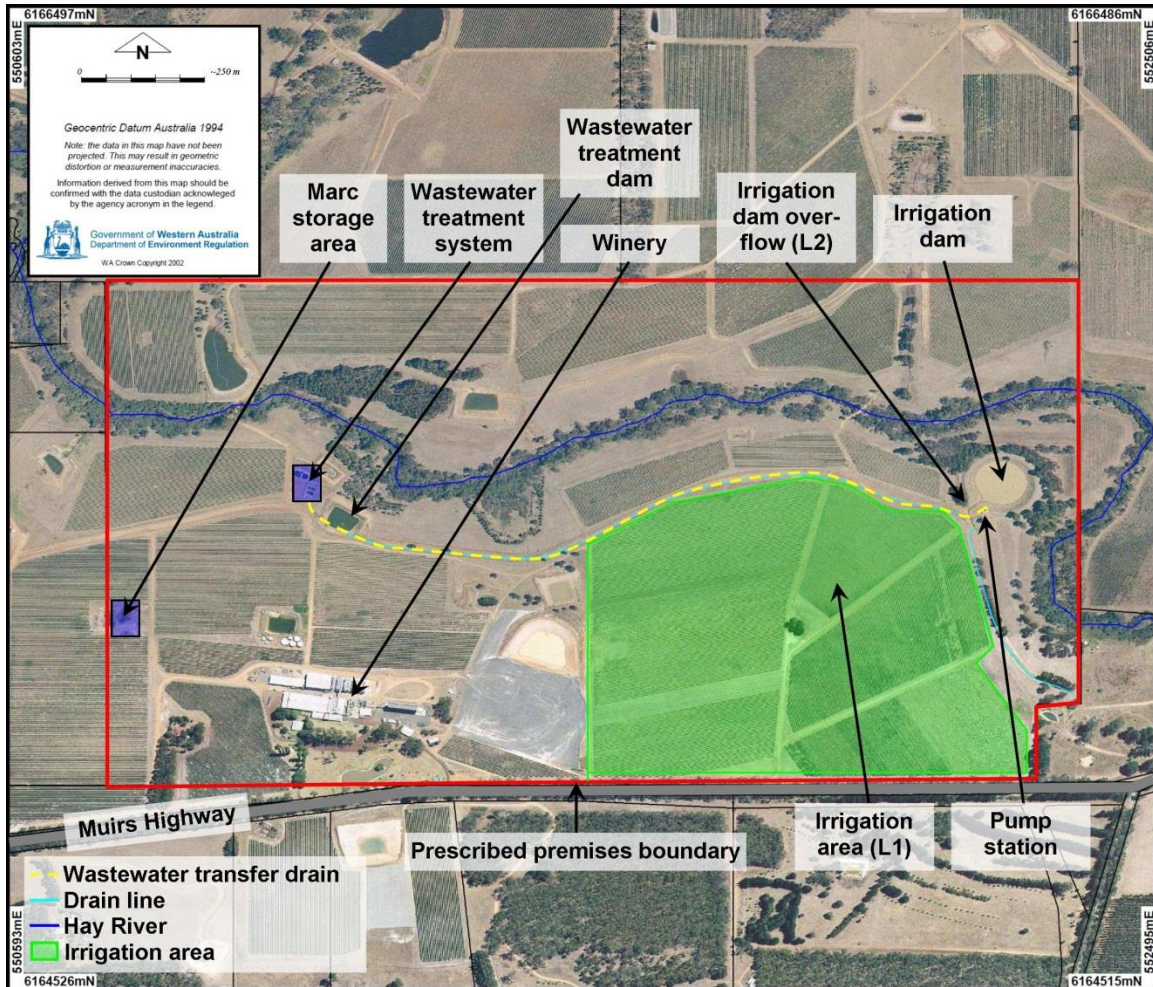 6166497mN
6166486mN
550603mE
552506mE
N
0
~250 m
Geocentric Datum Australia 1994
Note: the data in this map have not been
projected. This may result in geometric
distortion or measurement inaccuracies.
Information derived from this map should be
confirmed with the data custodian acknowleged
by the agency acronym in the legend.
Government of Western Australia
Department of Environment Regulation
WA Crown Copyright 2002
Marc
storage
area
Wastewater
treatment
system
Wastewater
treatment
dam
Winery
Irrigation
dam over-
flow (L2)
Irrigation
dam
Muirs Highway
Prescribed premises boundary
Irrigation
area (L1)
Pump
station
Wastewater transfer drain
Drain line
Hay River
Irrigation area
550593mE
552495mE
6164526mN
6164515mN